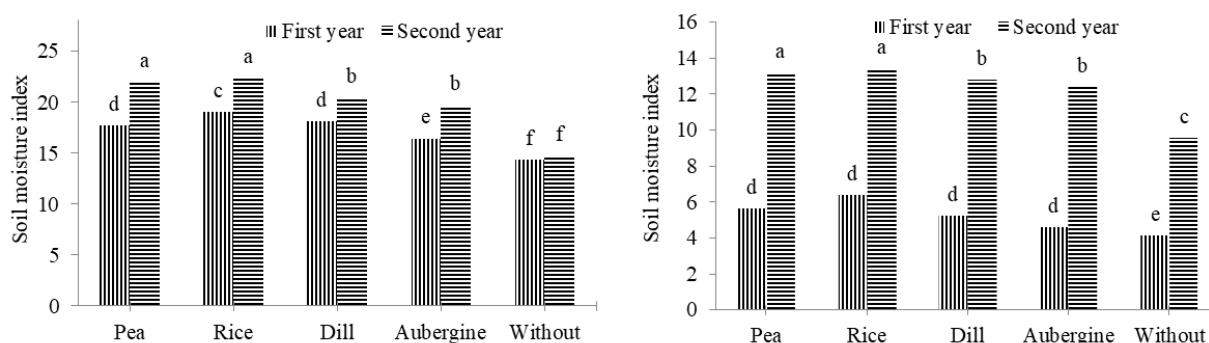 First year Second year
Soil moisture index
25
20
15
10
5
0
d a c a d b e b f f
Pea Rice Dill Aubergine Without
First year Second year
Soil moisture index
16
14
12
10
8
6
4
2
0
d a d a d b d b e c
Pea Rice Dill Aubergine Without